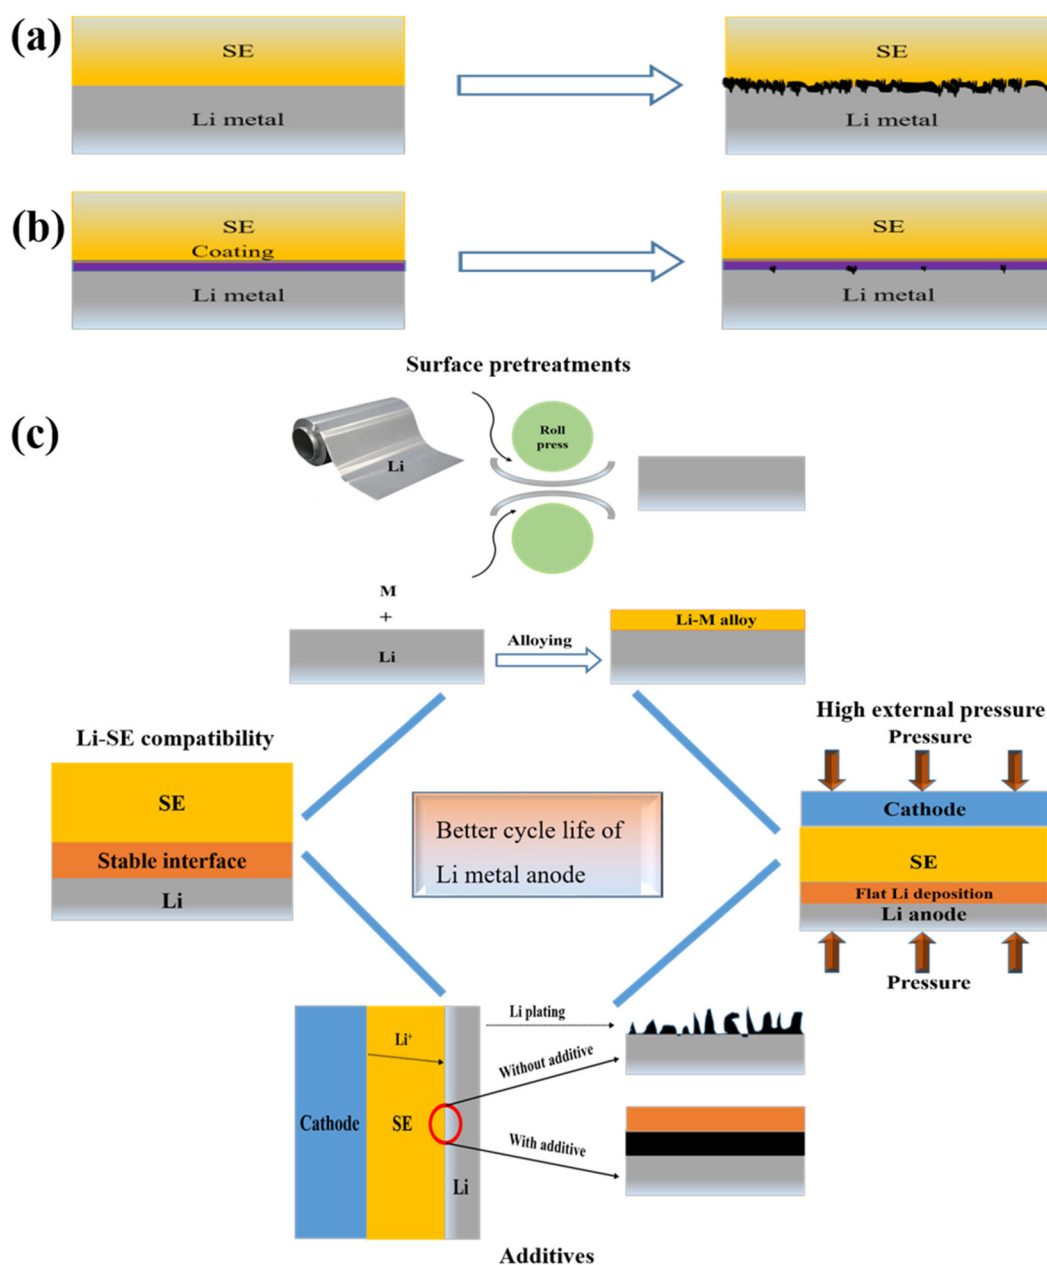 (a)
SE
SE
Li metal
Li metal
(b)
SE
SE
Coating
Li metal
Li metal
Surface pretreatments
(c)
Roll
press
Li
M
+
Li
Alloying
Li-M alloy
Li-SE compatibility
SE
Stable interface
Li
Better cycle life of
Li metal anode
High external pressure
Pressure
Cathode
SE
Flat Li deposition
Li anode
Pressure
Li plating
Li⁺
Without additive
Cathode
SE
With additive
Li
Additives